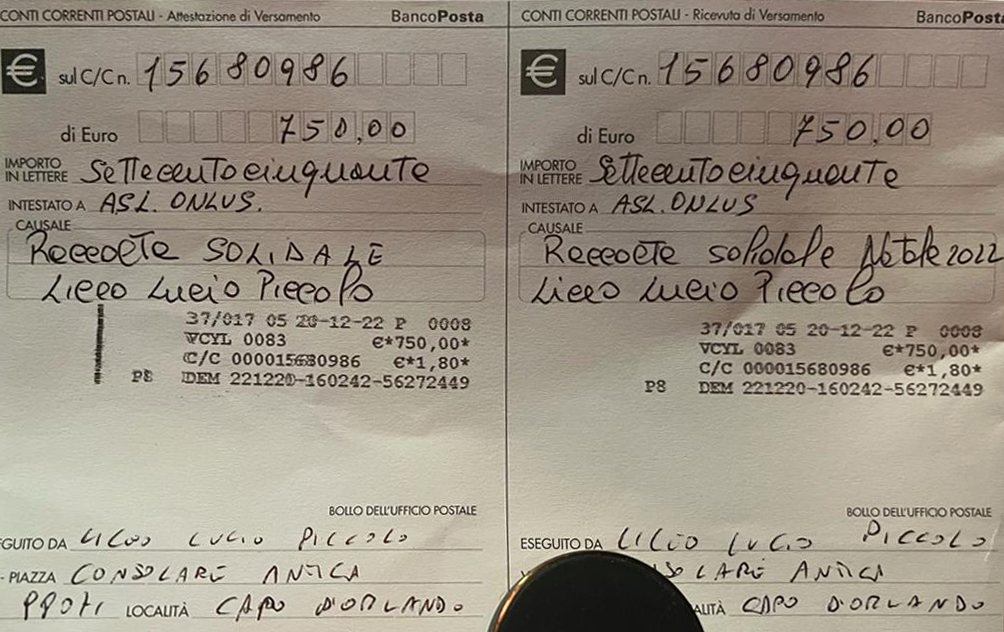 CONTI CORRENTI POSTALI - Attestazione di Versamento BancoPosta
€ sul C/C n. 15680986
di Euro 750,00
IMPORTO IN LETTERE Settecentocinquante
INTESTATO A ASL. ONLUS.
CAUSALE
Raccolta SOLIDALE
Liceo Lucio Piccolo
37/017 05 20-12-22 P 0008
VCYL 0083 €*750,00*
C/C 000015680986 €*1,80*
P8 DEM 221220-160242-56272449
BOLLO DELL'UFFICIO POSTALE
GUITO DA LICEO LUCIO PICCOLO
- PIAZZA CONSOLARE ANTICA
LOCALITÀ CAPO D'ORLANDO
CONTI CORRENTI POSTALI - Ricevuta di Versamento BancoPosta
€ sul C/C n. 15680986
di Euro 750,00
IMPORTO IN LETTERE Settecentocinquante
INTESTATO A ASL. ONLUS
CAUSALE
Raccolta solidale Natale 2022
Liceo Lucio Piccolo
37/017 05 20-12-22 P 0008
VCYL 0083 €*750,00*
C/C 000015680986 €*1,80*
P8 DEM 221220-160242-56272449
BOLLO DELL'UFFICIO POSTALE
ESEGUITO DA LICEO LUCIO PICCOLO
SOLARE ANTICA
ALITÀ CAPO D'ORLANDO